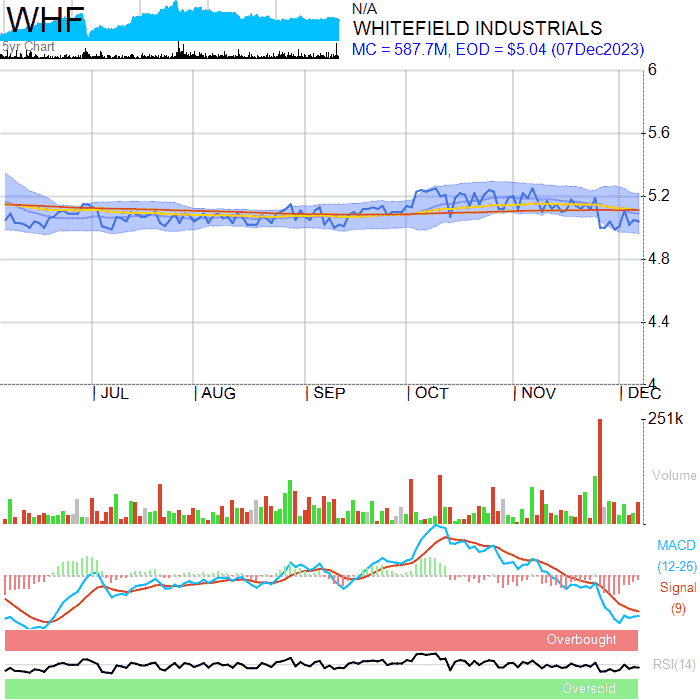 WHF
5yr Chart
N/A
WHITEFIELD INDUSTRIALS
MC = 587.7M, EOD = $5.04 (07Dec2023)
6
5.6
5.2
4.8
4.4
4
JUL AUG SEP OCT NOV DEC
251k
Volume
MACD
(12-26)
Signal
(9)
Overbought
RSI(14)
Oversold